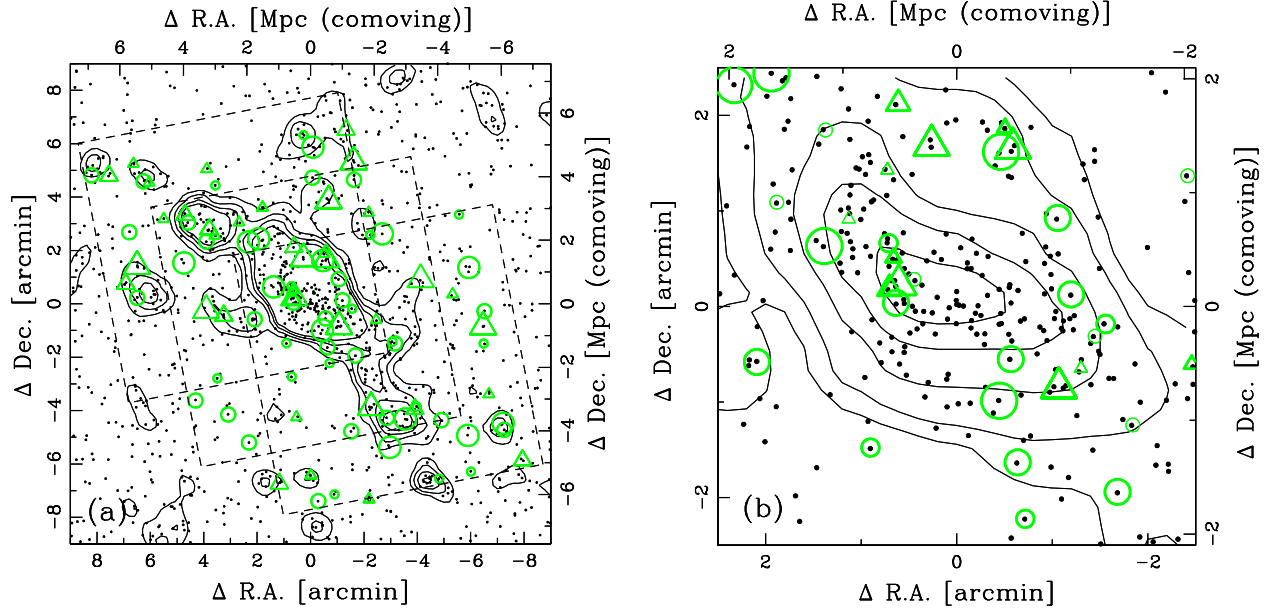 Δ R.A. [Mpc (comoving)]
6 4 2 0 −2 −4 −6
8 6 4 2 0 −2 −4 −6 −8
Δ Dec. [arcmin]
6 4 2 0 −2 −4 −6
Δ Dec. [Mpc (comoving)]
(a)
8 6 4 2 0 −2 −4 −6 −8
Δ R.A. [arcmin]
Δ R.A. [Mpc (comoving)]
2 0 −2
2 0 −2
Δ Dec. [arcmin]
2 0 −2
Δ Dec. [Mpc (comoving)]
(b)
2 0 −2
Δ R.A. [arcmin]